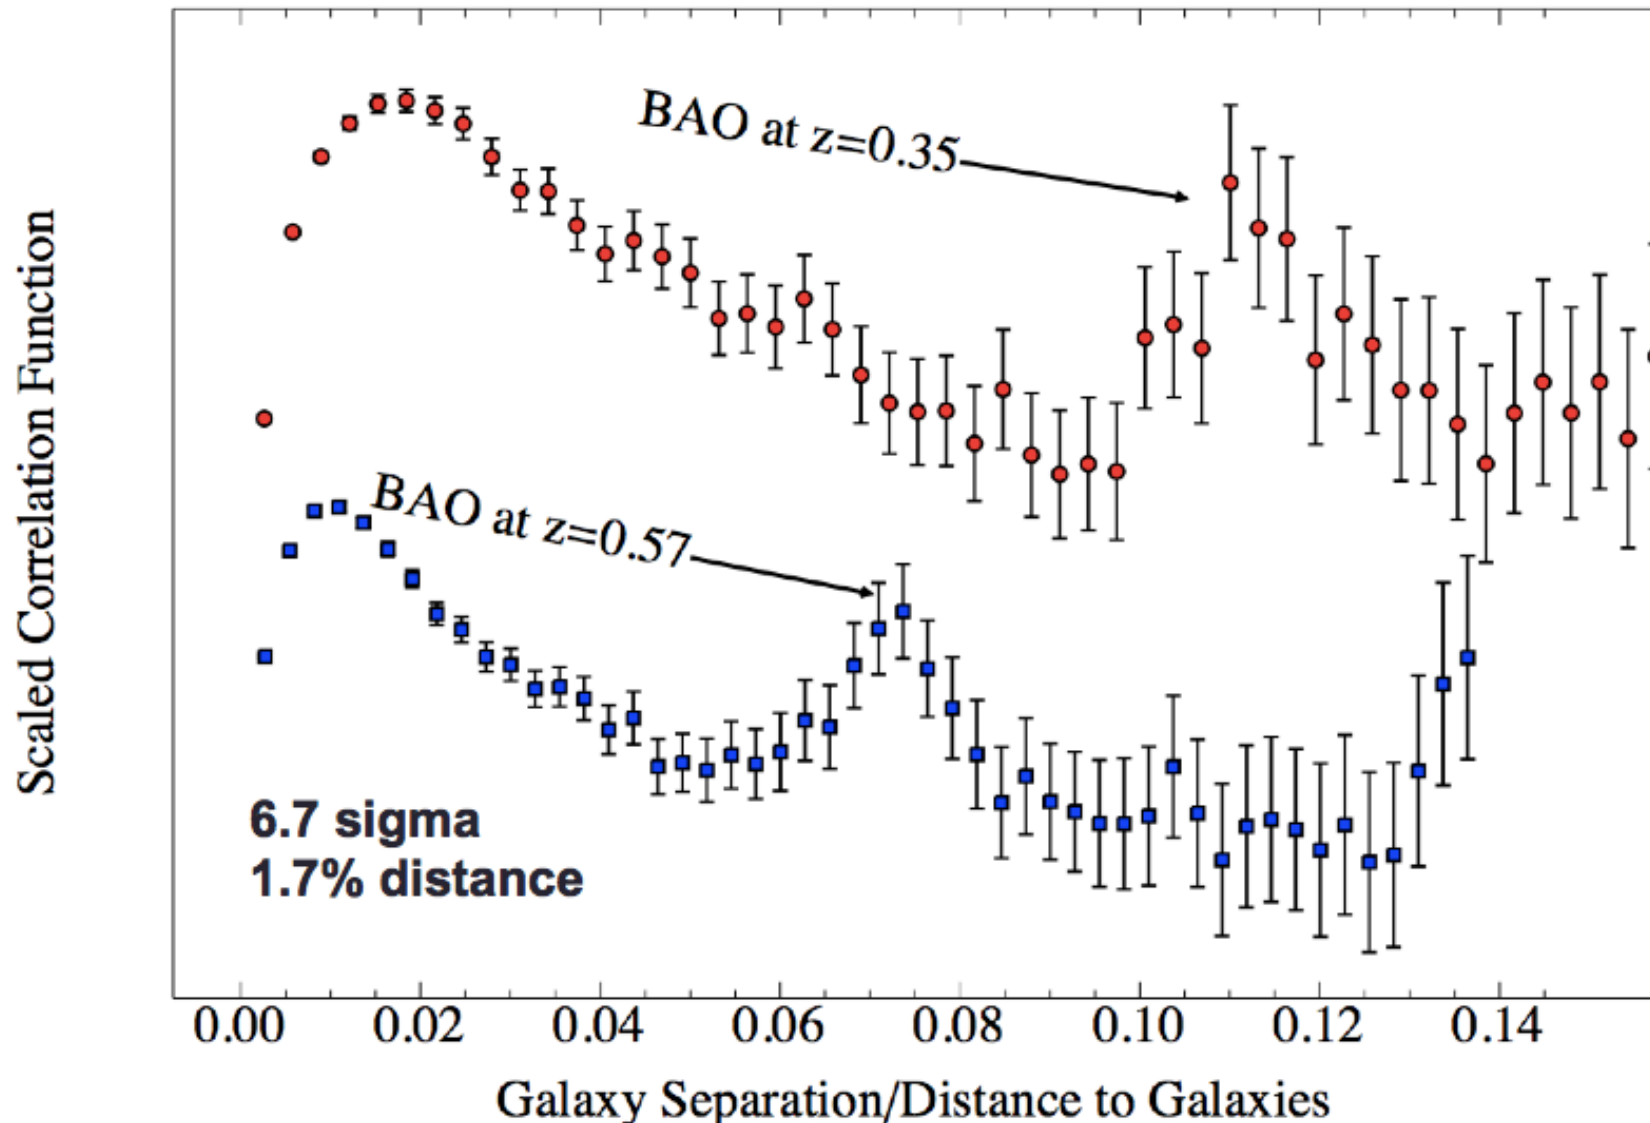 BAO at z=0.35
Scaled Correlation Function
BAO at z=0.57
6.7 sigma
1.7% distance
0.00 0.02 0.04 0.06 0.08 0.10 0.12 0.14
Galaxy Separation/Distance to Galaxies